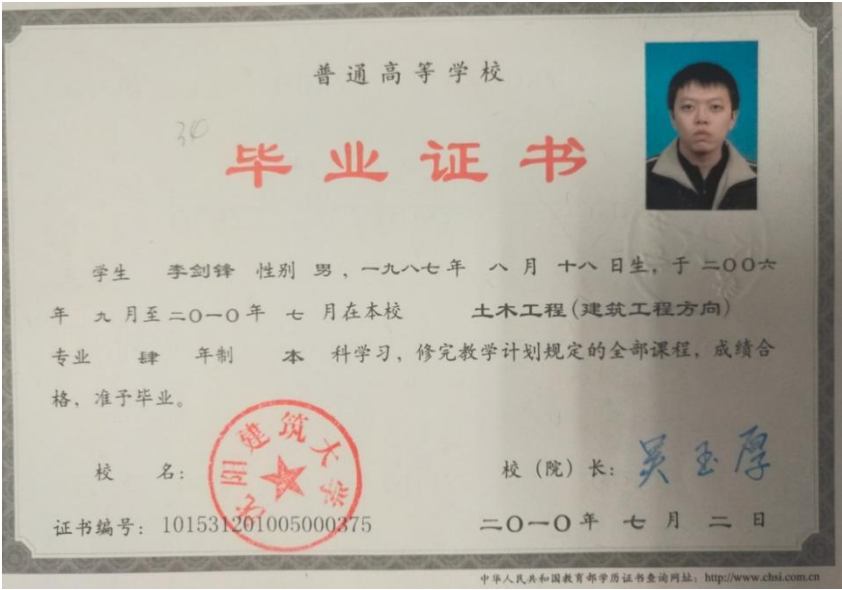 普通高等学校
30
毕业证书
学生 李剑锋 性别 男，一九八七年 八月 十八日生，于 二〇〇六
年 九月至二〇一〇年 七月在本校 土木工程(建筑工程方向)
专业 肆 年制 本 科学习，修完教学计划规定的全部课程，成绩合
格，准予毕业。
沈阳建筑大学
校 名： 校（院）长：吴玉厚
证书编号：101531201005000375 二〇一〇年 七月 二日
中华人民共和国教育部学历证书查询网址：http://www.chsi.com.cn